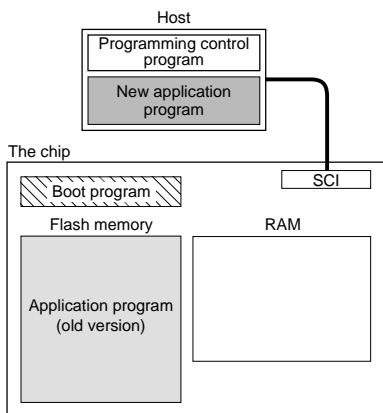 Host
Programming control
program
New application
program
The chip
SCI
Boot program
Flash memory
RAM
Application program
(old version)